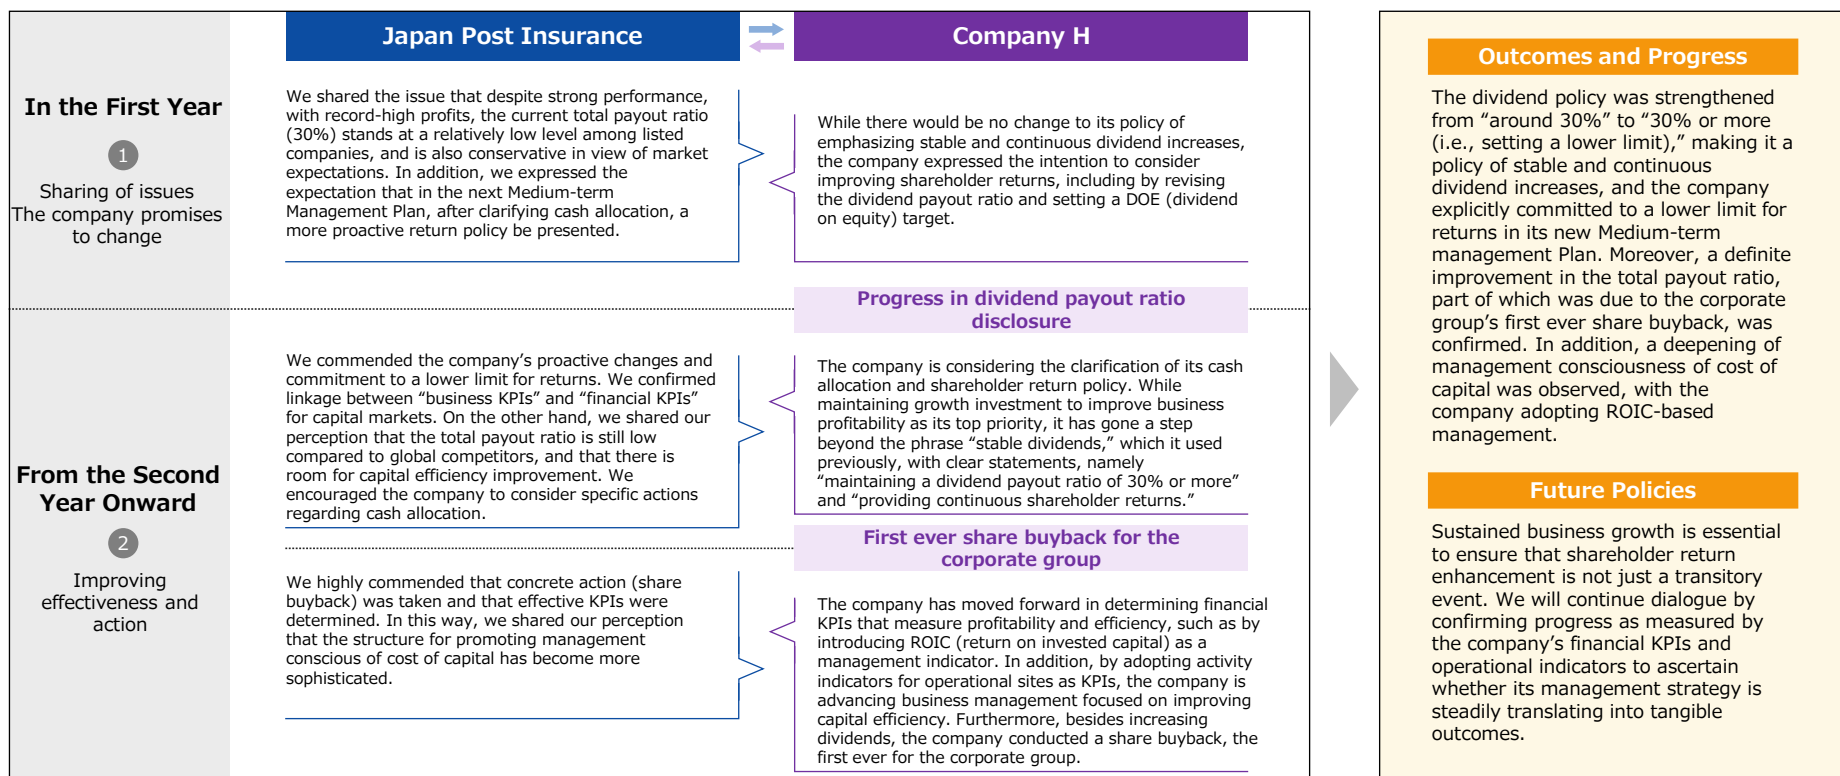 Japan Post Insurance
Company H
In the First Year
1
Sharing of issues
The company promises
to change
We shared the issue that despite strong performance,
with record-high profits, the current total payout ratio
(30%) stands at a relatively low level among listed
companies, and is also conservative in view of market
expectations. In addition, we expressed the
expectation that in the next Medium-term
Management Plan, after clarifying cash allocation, a
more proactive return policy be presented.
While there would be no change to its policy of
emphasizing stable and continuous dividend increases,
the company expressed the intention to consider
improving shareholder returns, including by revising
the dividend payout ratio and setting a DOE (dividend
on equity) target.
Progress in dividend payout ratio
disclosure
From the Second
Year Onward
2
Improving
effectiveness and
action
We commended the company’s proactive changes and
commitment to a lower limit for returns. We confirmed
linkage between “business KPIs” and “financial KPIs”
for capital markets. On the other hand, we shared our
perception that the total payout ratio is still low
compared to global competitors, and that there is
room for capital efficiency improvement. We
encouraged the company to consider specific actions
regarding cash allocation.
The company is considering the clarification of its cash
allocation and shareholder return policy. While
maintaining growth investment to improve business
profitability as its top priority, it has gone a step
beyond the phrase “stable dividends,” which it used
previously, with clear statements, namely
“maintaining a dividend payout ratio of 30% or more”
and “providing continuous shareholder returns.”
First ever share buyback for the
corporate group
We highly commended that concrete action (share
buyback) was taken and that effective KPIs were
determined. In this way, we shared our perception
that the structure for promoting management
conscious of cost of capital has become more
sophisticated.
The company has moved forward in determining financial
KPIs that measure profitability and efficiency, such as by
introducing ROIC (return on invested capital) as a
management indicator. In addition, by adopting activity
indicators for operational sites as KPIs, the company is
advancing business management focused on improving
capital efficiency. Furthermore, besides increasing
dividends, the company conducted a share buyback, the
first ever for the corporate group.
Outcomes and Progress
The dividend policy was strengthened
from “around 30%” to “30% or more
(i.e., setting a lower limit),” making it a
policy of stable and continuous
dividend increases, and the company
explicitly committed to a lower limit for
returns in its new Medium-term
management Plan. Moreover, a definite
improvement in the total payout ratio,
part of which was due to the corporate
group’s first ever share buyback, was
confirmed. In addition, a deepening of
management consciousness of cost of
capital was observed, with the
company adopting ROIC-based
management.
Future Policies
Sustained business growth is essential
to ensure that shareholder return
enhancement is not just a transitory
event. We will continue dialogue by
confirming progress as measured by
the company’s financial KPIs and
operational indicators to ascertain
whether its management strategy is
steadily translating into tangible
outcomes.